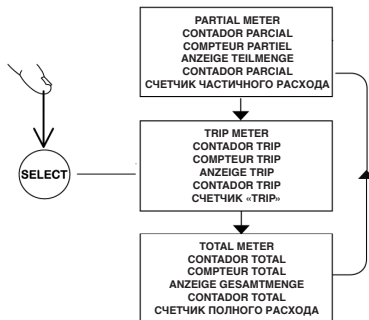 PARTIAL METER
CONTADOR PARCIAL
COMPTEUR PARTIEL
ANZEIGE TEILMENGE
CONTADOR PARCIAL
СЧЕТЧИК ЧАСТИЧНОГО РАСХОДА
SELECT
TRIP METER
CONTADOR TRIP
COMPTEUR TRIP
ANZEIGE TRIP
CONTADOR TRIP
СЧЕТЧИК «TRIP»
TOTAL METER
CONTADOR TOTAL
COMPTEUR TOTAL
ANZEIGE GESAMTMENGE
CONTADOR TOTAL
СЧЕТЧИК ПОЛНОГО РАСХОДА